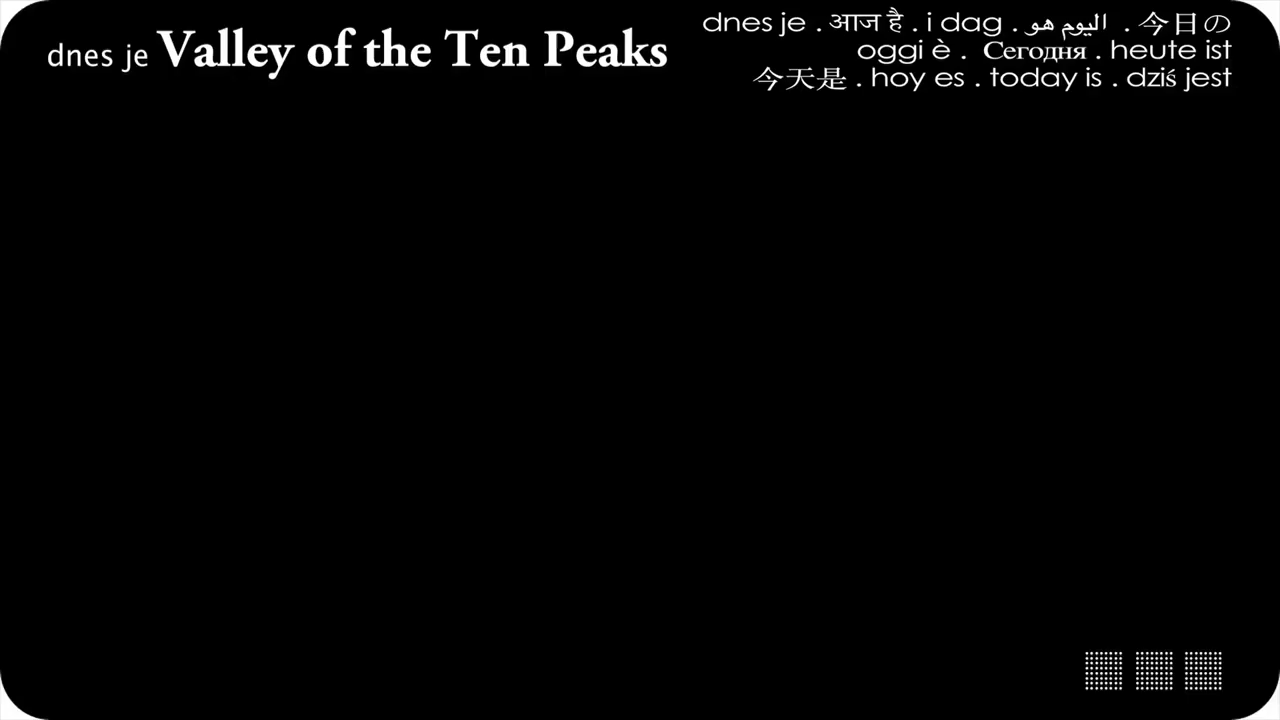 dnes je Valley of the Ten Peaks
dnes je . आज है . i dag . اليوم هو . 今日の
oggi è . Сегодня . heute ist
今天是 . hoy es . today is . dziś jest